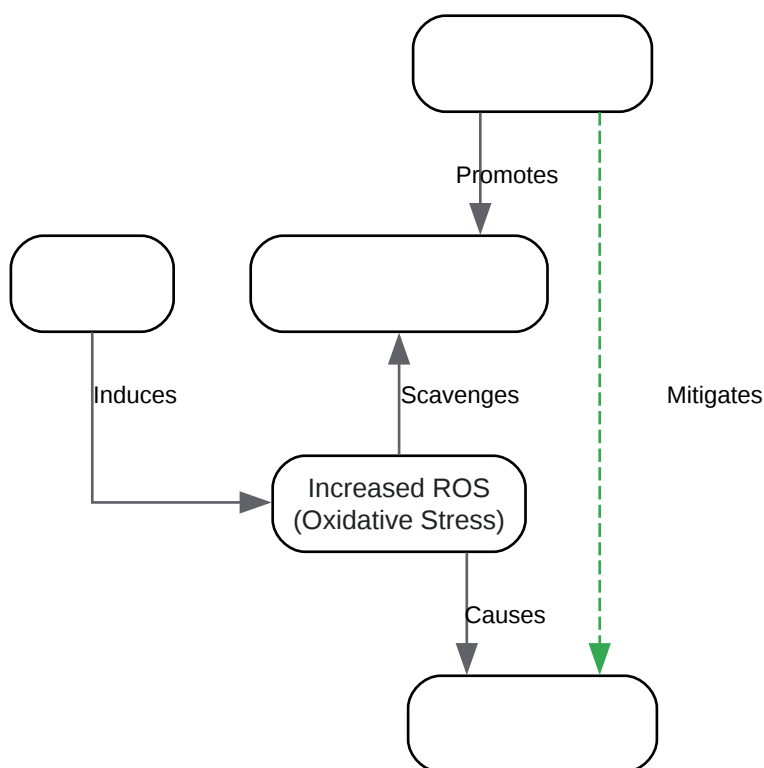 Promotes
Induces
Scavenges
Mitigates
Increased ROS
(Oxidative Stress)
Causes